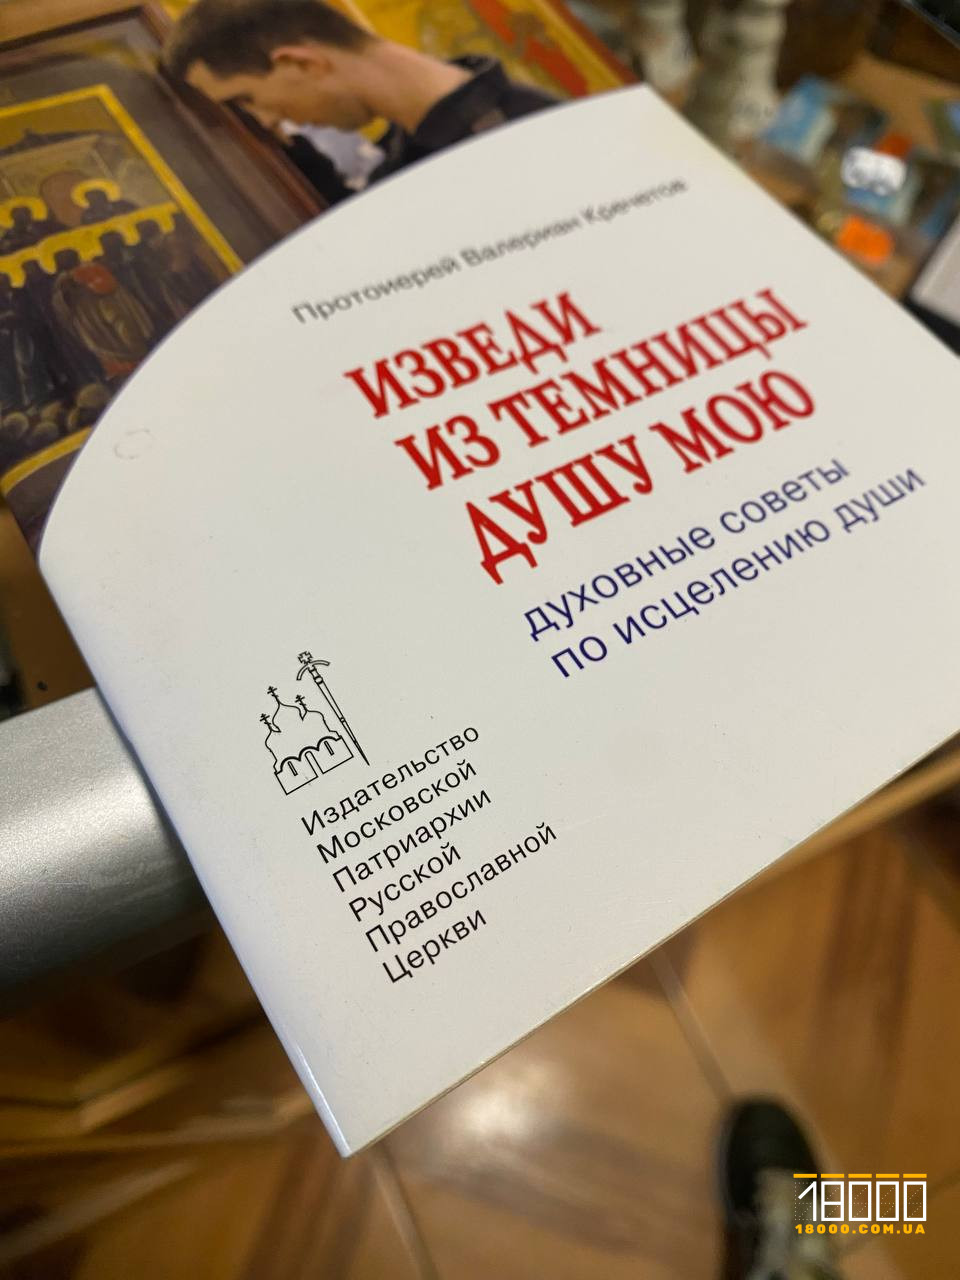 Протоиерей Валериан Кречетов
ИЗВЕДИ
ИЗ ТЕМНИЦЫ
ДУШУ МОЮ
духовные советы
по исцелению души
Издательство
Московской
Патриархии
Русской
Православной
Церкви
18000
18000.COM.UA